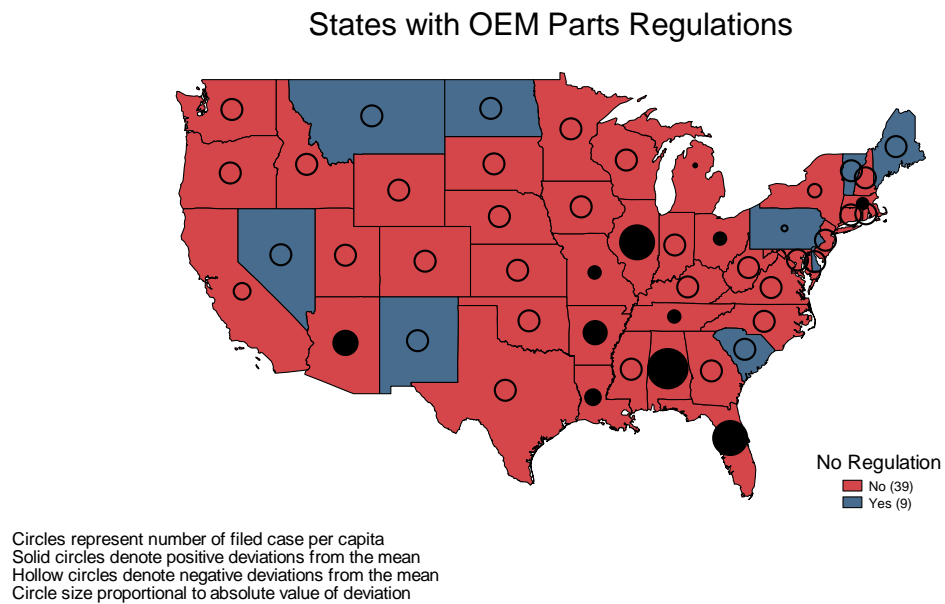 States with OEM Parts Regulations
No Regulation
No (39)
Yes (9)
Circles represent number of filed case per capita
Solid circles denote positive deviations from the mean
Hollow circles denote negative deviations from the mean
Circle size proportional to absolute value of deviation